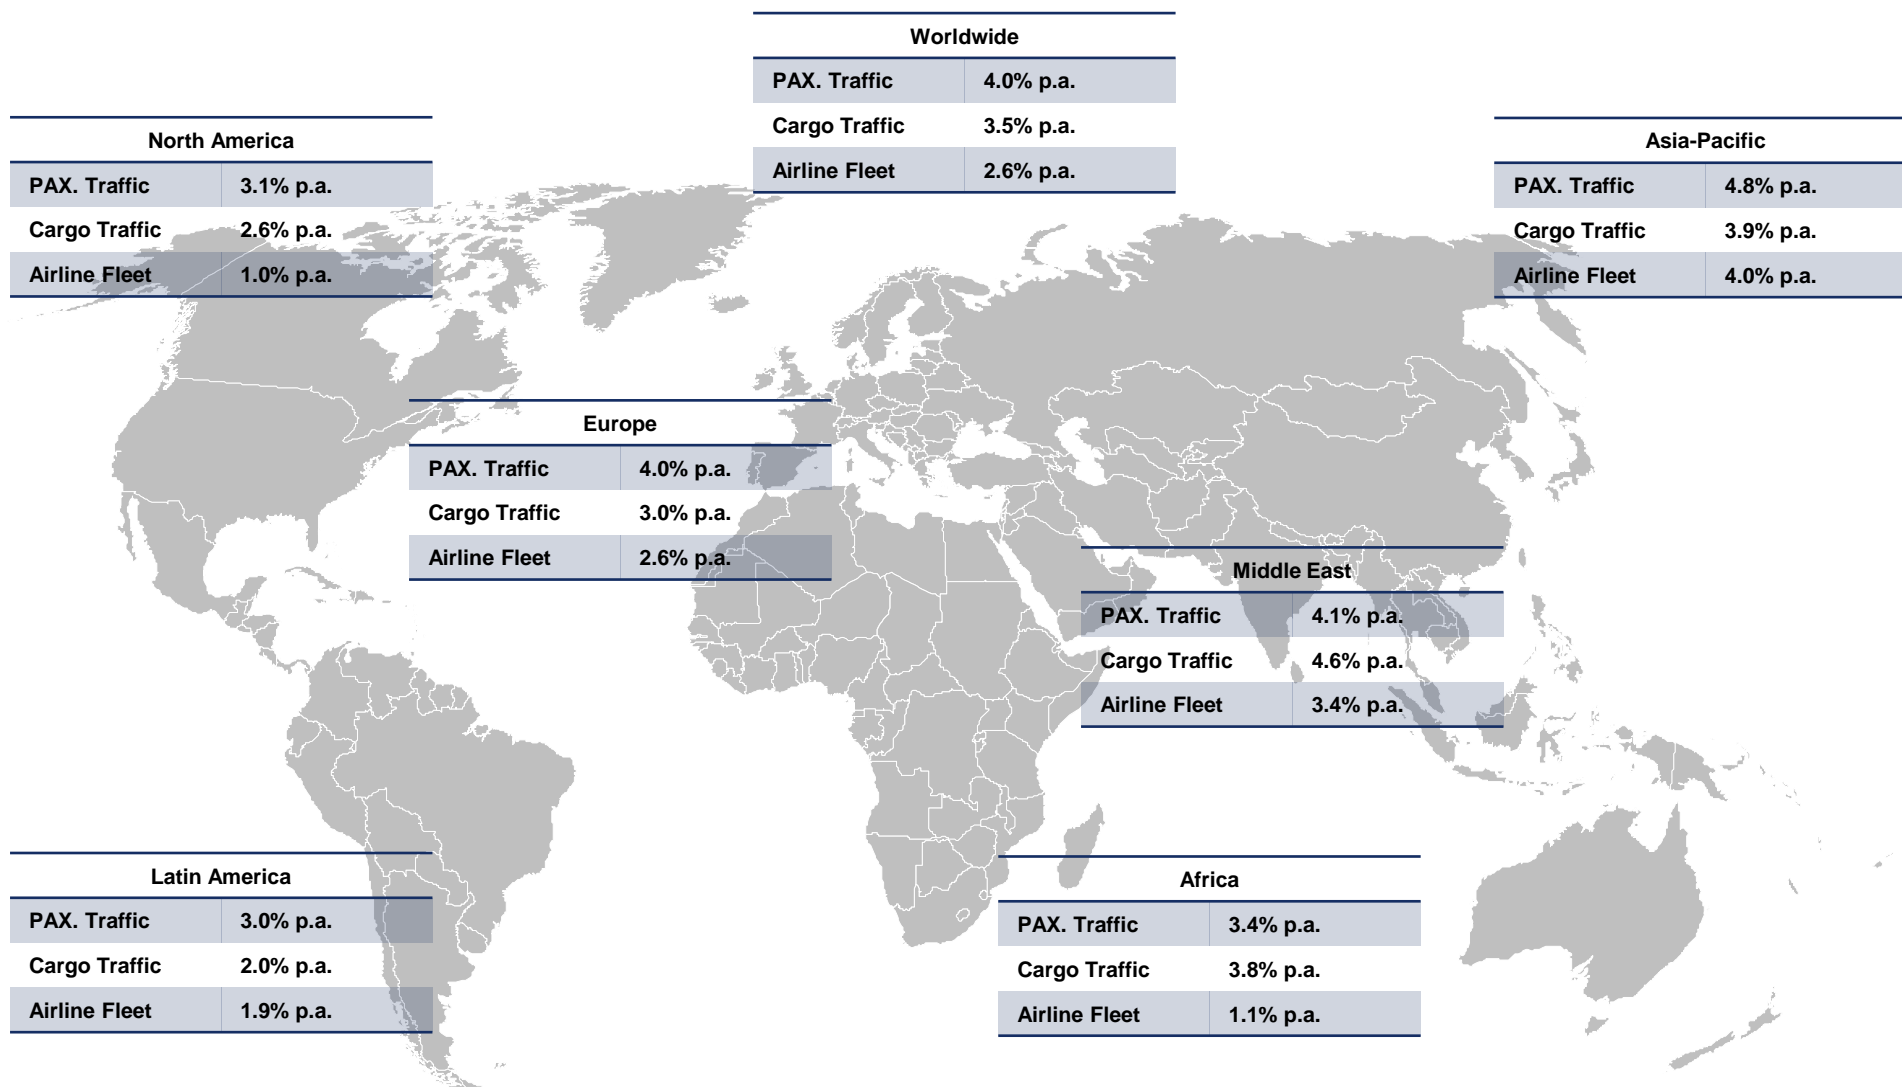 Worldwide
PAX. Traffic 4.0% p.a.
Cargo Traffic 3.5% p.a.
Airline Fleet 2.6% p.a.
North America
PAX. Traffic 3.1% p.a.
Cargo Traffic 2.6% p.a.
Airline Fleet 1.0% p.a.
Asia-Pacific
PAX. Traffic 4.8% p.a.
Cargo Traffic 3.9% p.a.
Airline Fleet 4.0% p.a.
Europe
PAX. Traffic 4.0% p.a.
Cargo Traffic 3.0% p.a.
Airline Fleet 2.6% p.a.
Middle East
PAX. Traffic 4.1% p.a.
Cargo Traffic 4.6% p.a.
Airline Fleet 3.4% p.a.
Latin America
PAX. Traffic 3.0% p.a.
Cargo Traffic 2.0% p.a.
Airline Fleet 1.9% p.a.
Africa
PAX. Traffic 3.4% p.a.
Cargo Traffic 3.8% p.a.
Airline Fleet 1.1% p.a.